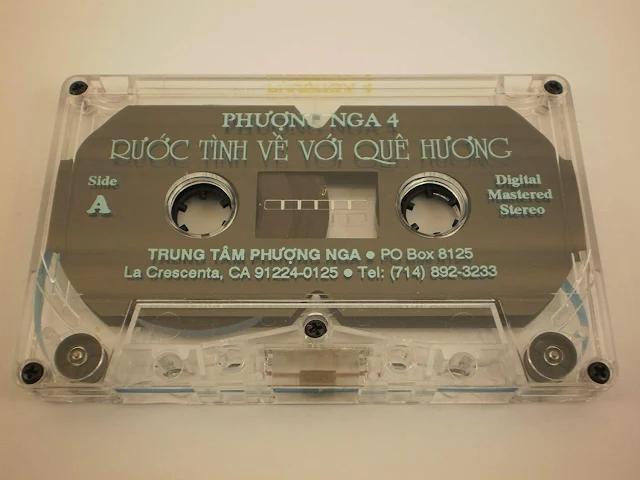 PHƯỢNG NGA 4
RƯỚC TÌNH VỀ VỚI QUÊ HƯƠNG
Side
A
Digital
Mastered
Stereo
TRUNG TÂM PHƯỢNG NGA ● PO Box 8125
La Crescenta, CA 91224-0125 ● Tel: (714) 892-3233